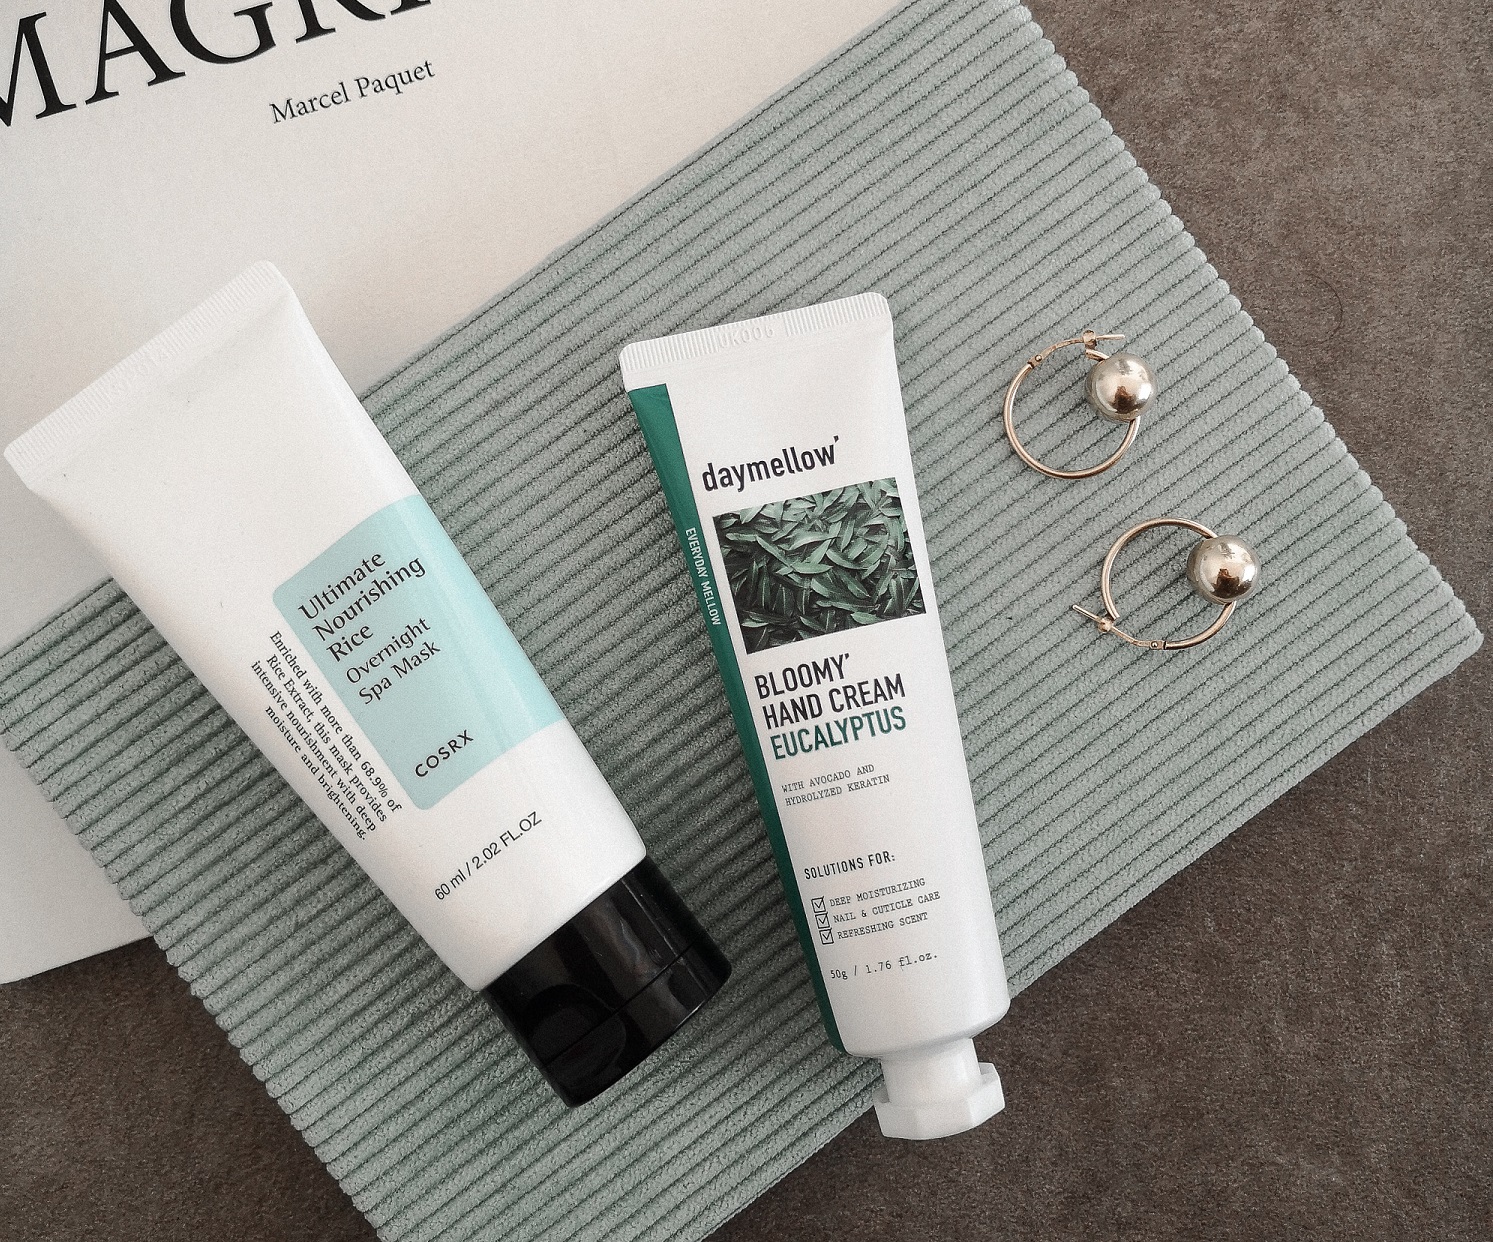 Marcel Paquet
Ultimate
Nourishing
Rice
Overnight
Spa Mask
COSRX
Enriched with more than 68.9% of
Rice Extract, this mask provides
intensive nourishment with deep
moisture and brightening.
60 ml / 2.02 FL.OZ
daymellow'
EVERYDAY MELLOW
BLOOMY'
HAND CREAM
EUCALYPTUS
WITH AVOCADO AND
HYDROLYZED KERATIN
SOLUTIONS FOR:
DEEP MOISTURIZING
NAIL & CUTICLE CARE
REFRESHING SCENT
50g / 1.76 fl.oz.